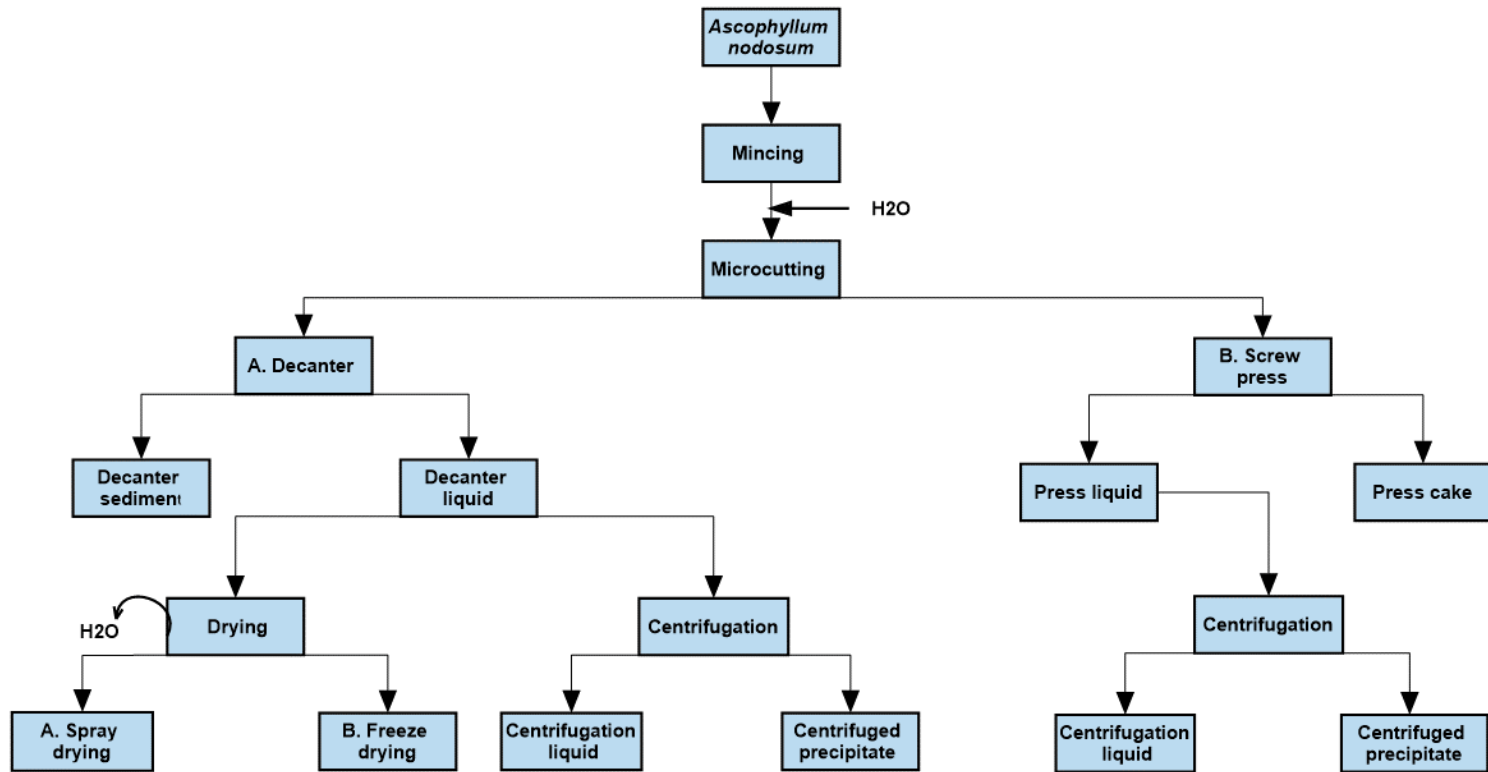 Ascophyllum
nodosum
Mincing
H2O
Microcutting
A. Decanter
B. Screw
press
Decanter
sediment
Decanter
liquid
Press liquid
Press cake
H2O
Drying
Centrifugation
Centrifugation
A. Spray
drying
B. Freeze
drying
Centrifugation
liquid
Centrifuged
precipitate
Centrifugation
liquid
Centrifuged
precipitate